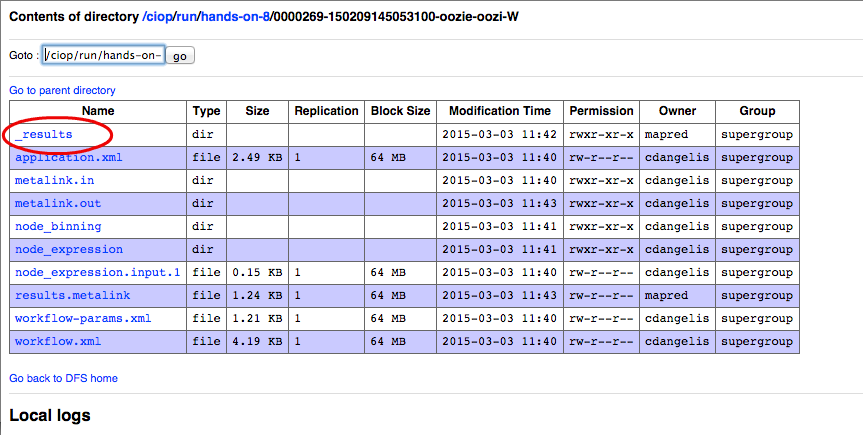 Contents of directory /ciop/run/hands-on-8/0000269-150209145053100-oozie-oozi-W
Goto : /ciop/run/hands-on- go
Go to parent directory
Name Type Size Replication Block Size Modification Time Permission Owner Group
_results dir 2015-03-03 11:42 rwxr-xr-x mapred supergroup
application.xml file 2.49 KB 1 64 MB 2015-03-03 11:40 rw-r--r-- cdangelis supergroup
metalink.in dir 2015-03-03 11:40 rwxr-xr-x cdangelis supergroup
metalink.out dir 2015-03-03 11:43 rwxr-xr-x cdangelis supergroup
node_binning dir 2015-03-03 11:41 rwxr-xr-x cdangelis supergroup
node_expression dir 2015-03-03 11:41 rwxr-xr-x cdangelis supergroup
node_expression.input.1 file 0.15 KB 1 64 MB 2015-03-03 11:40 rw-r--r-- cdangelis supergroup
results.metalink file 1.24 KB 1 64 MB 2015-03-03 11:43 rw-r--r-- mapred supergroup
workflow-params.xml file 1.21 KB 1 64 MB 2015-03-03 11:40 rw-r--r-- cdangelis supergroup
workflow.xml file 4.19 KB 1 64 MB 2015-03-03 11:40 rw-r--r-- cdangelis supergroup
Go back to DFS home
Local logs